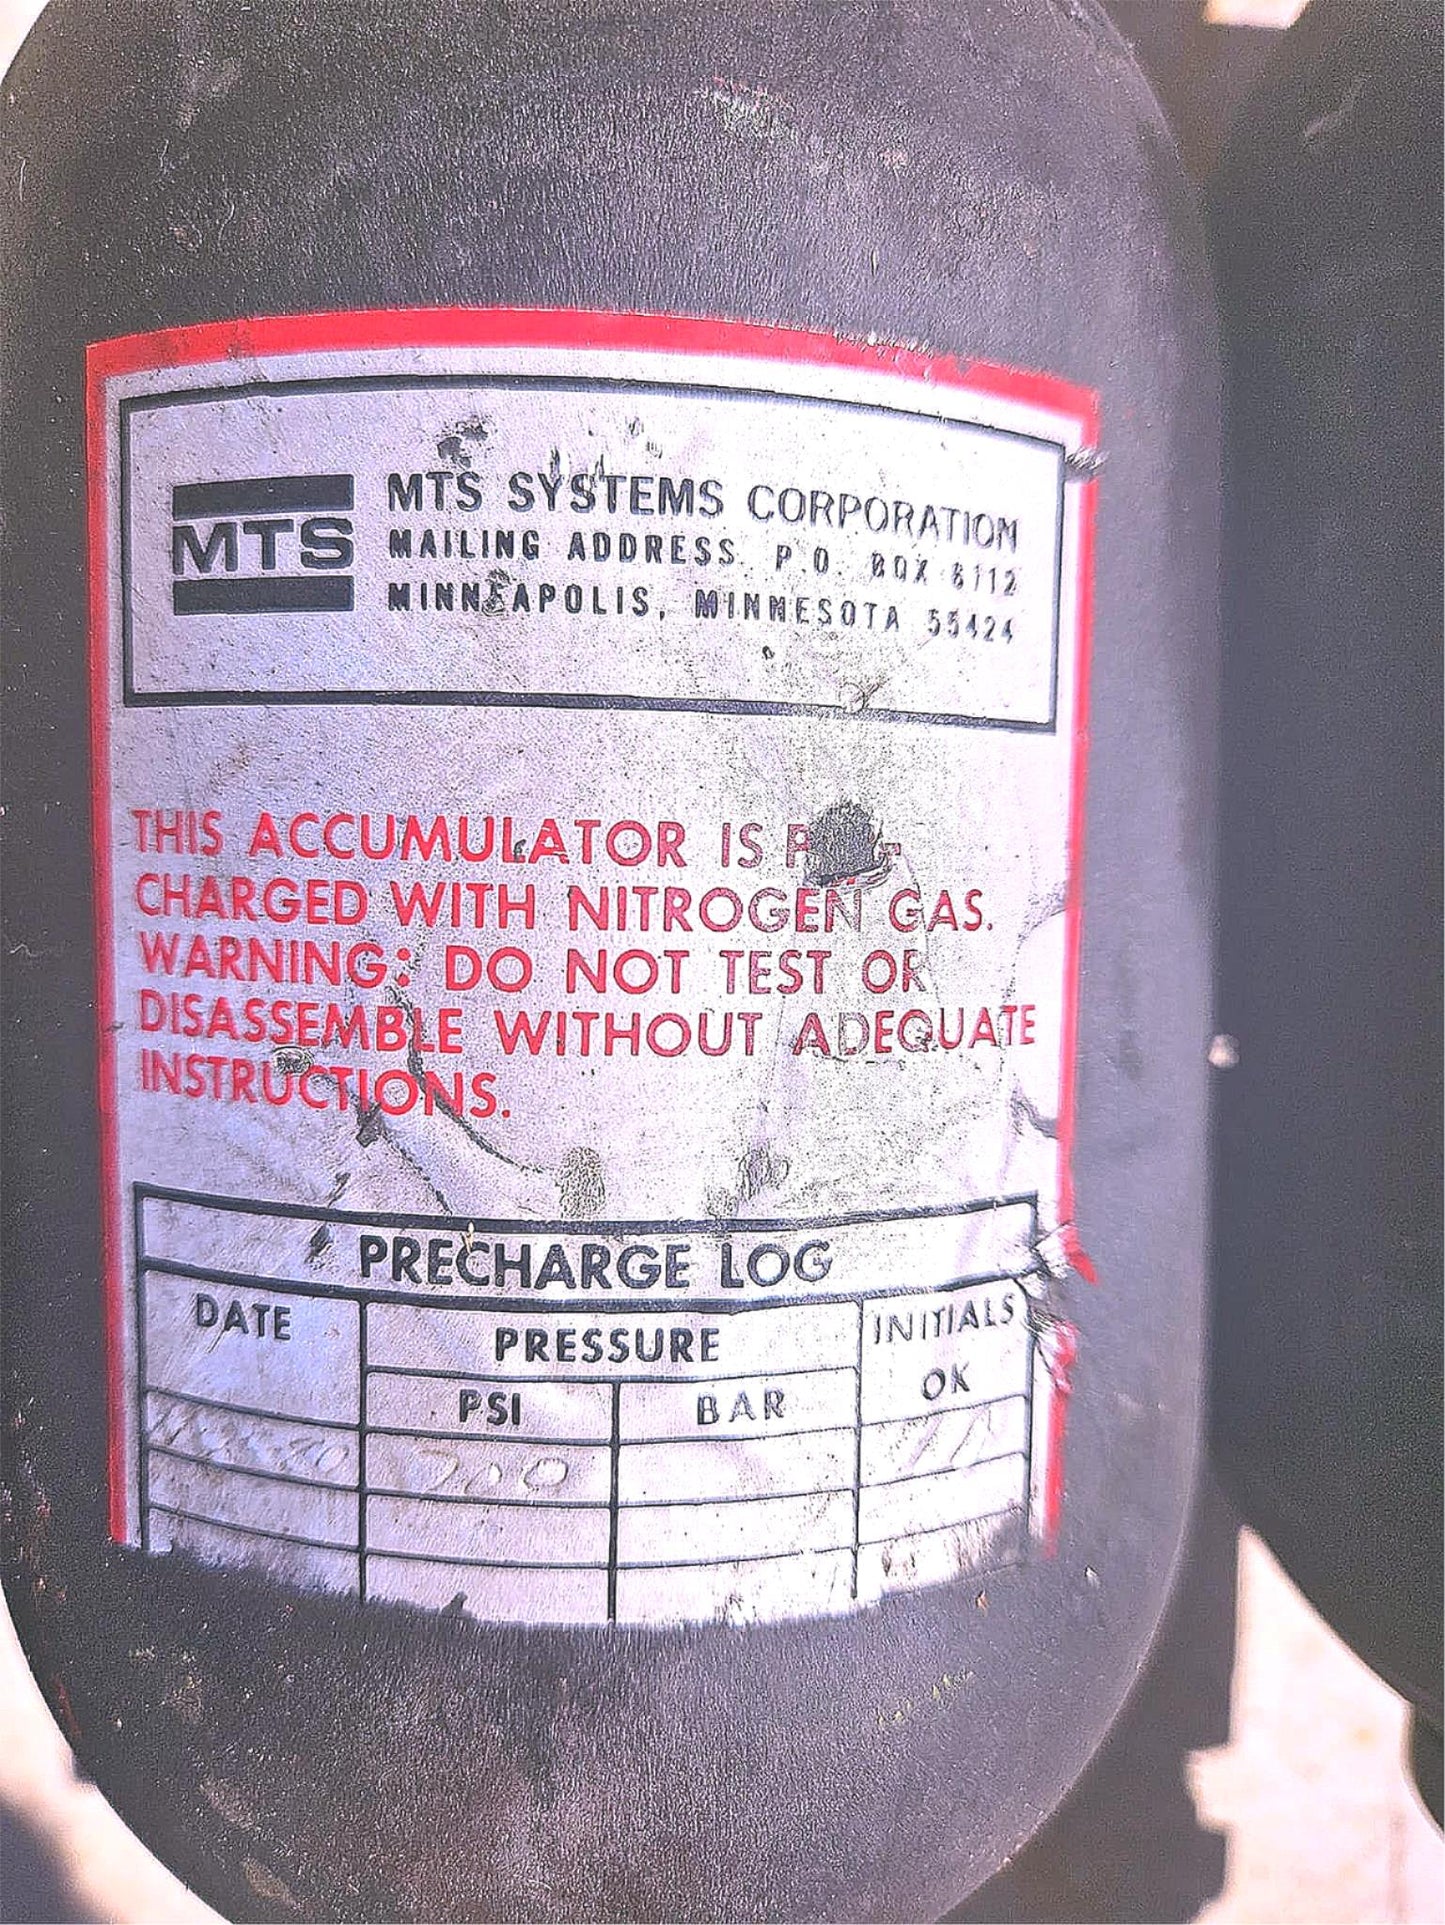 MTS
MTS SYSTEMS CORPORATION
MAILING ADDRESS P.O. BOX
MINNEAPOLIS, MINNESOTA 55424
THIS ACCUMULATOR IS
CHARGED WITH NITROGEN GAS.
WARNING: DO NOT TEST OR
DISASSEMBLE WITHOUT ADEQUATE
INSTRUCTIONS.
PRECHARGE LOG
DATE
PRESSURE
INITIALS
OK
PSI
BAR